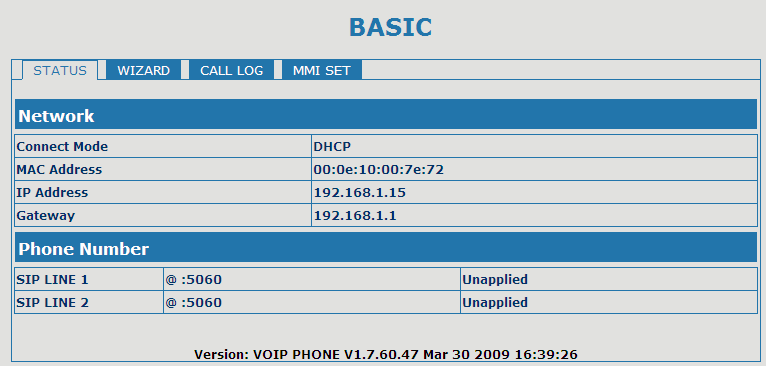 BASIC
STATUS WIZARD CALL LOG MMI SET
Network
Connect Mode DHCP
MAC Address 00:0e:10:00:7e:72
IP Address 192.168.1.15
Gateway 192.168.1.1
Phone Number
SIP LINE 1 @ :5060 Unapplied
SIP LINE 2 @ :5060 Unapplied
Version: VOIP PHONE V1.7.60.47 Mar 30 2009 16:39:26